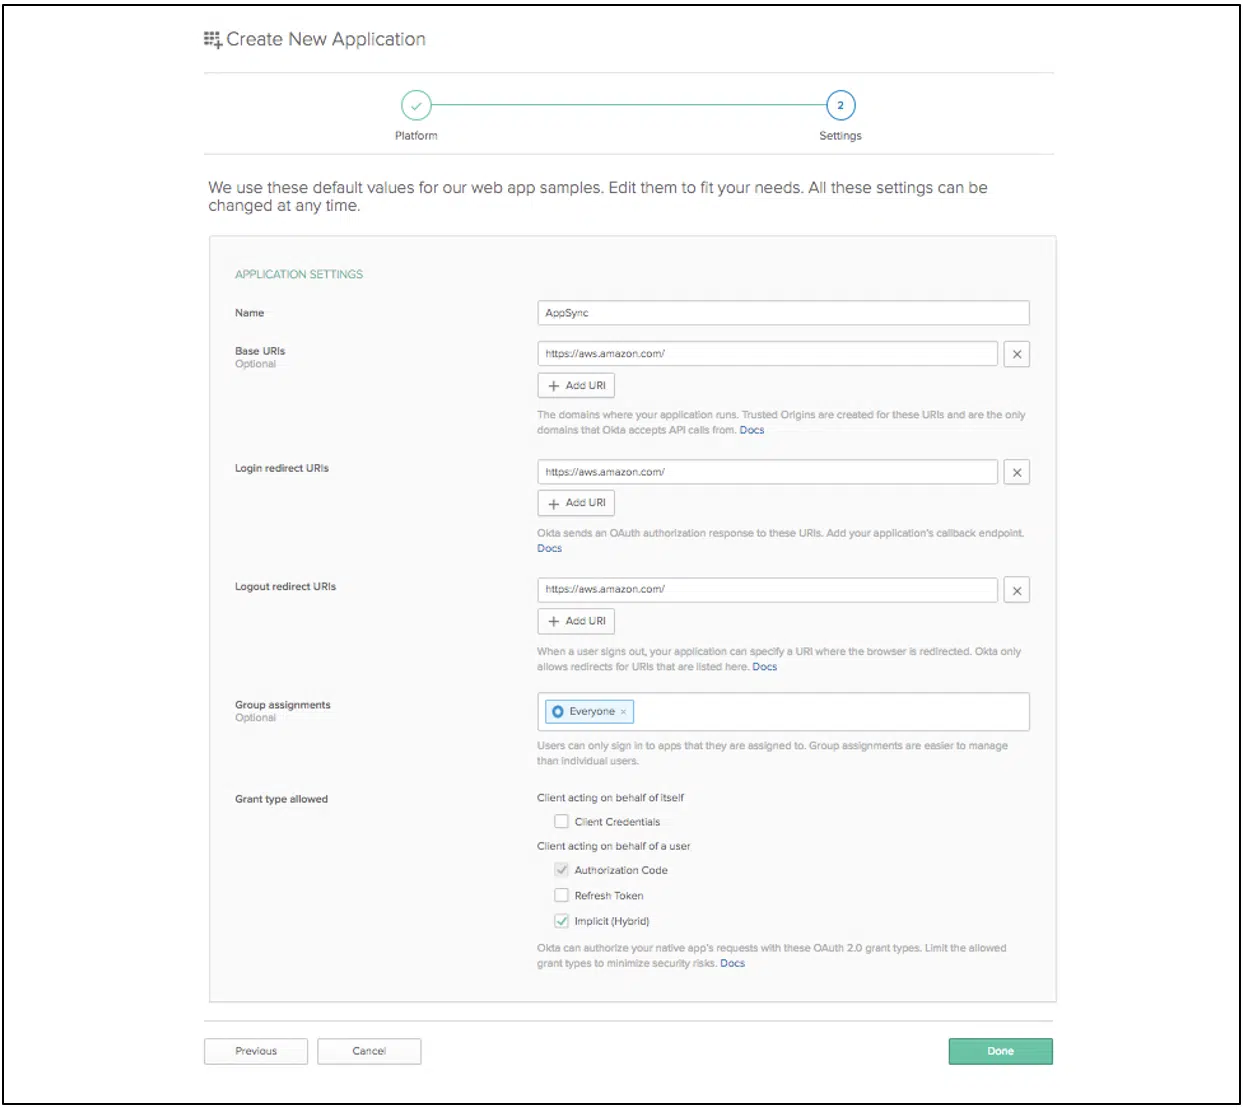 Create New Application
2
Platform
Settings
We use these default values for our web app samples. Edit them to fit your needs. All these settings can be
changed at any time.
APPLICATION SETTINGS
Name
AppSync
Base URIs
Optional
https://aws.amazon.com/
+ Add URI
The domains where your application runs. Trusted Origins are created for these URIs and are the only
domains that Okta accepts API calls from. Docs
Login redirect URIs
https://aws.amazon.com/
+ Add URI
Okta sends an OAuth authorization response to these URIs. Add your application's callback endpoint.
Docs
Logout redirect URIs
https://aws.amazon.com/
+ Add URI
When a user signs out, your application can specify a URI where the browser is redirected. Okta only
allows redirects for URIs that are listed here. Docs
Group assignments
Optional
Everyone ×
Users can only sign in to apps that they are assigned to. Group assignments are easier to manage
than individual users.
Grant type allowed
Client acting on behalf of itself
Client Credentials
Client acting on behalf of a user
Authorization Code
Refresh Token
Implicit (Hybrid)
Okta can authorize your native app's requests with these OAuth 2.0 grant types. Limit the allowed
grant types to minimize security risks. Docs
Previous
Cancel
Done